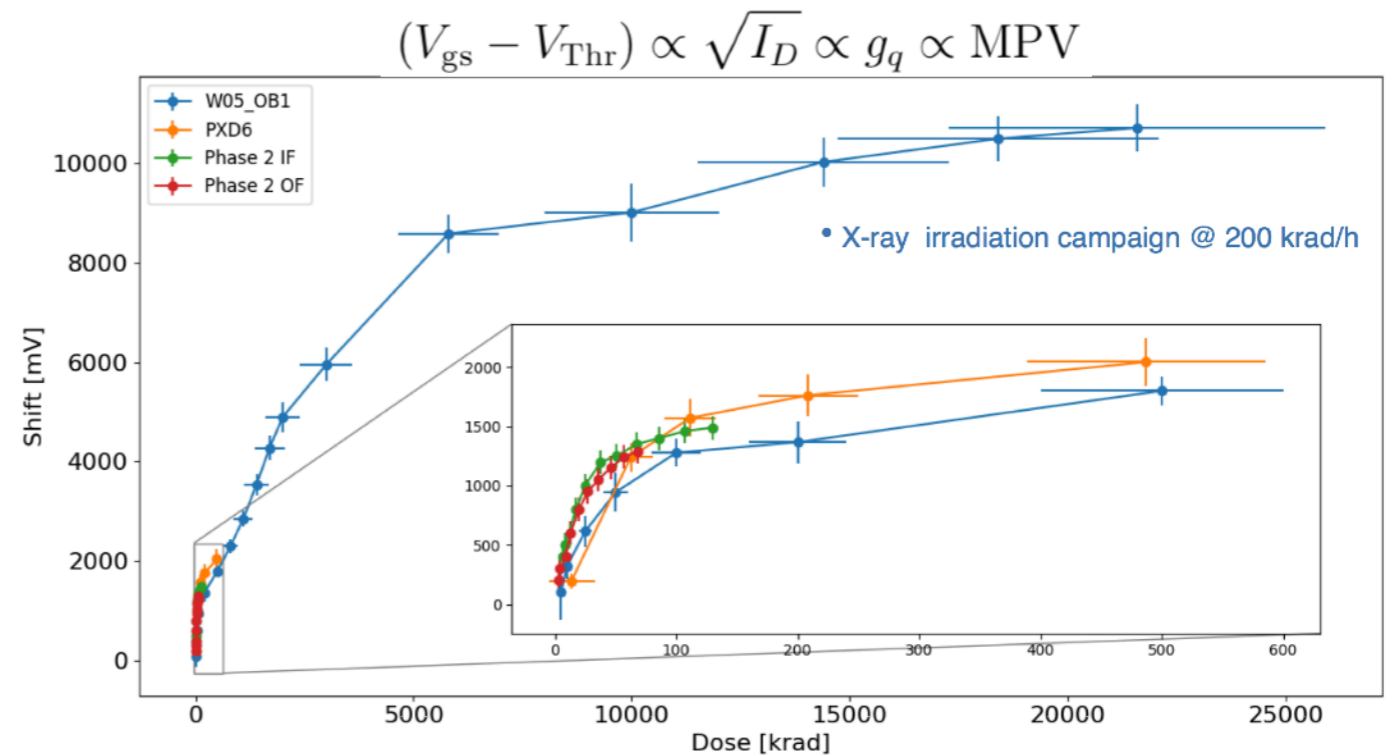 (V_gs − V_Thr) ∝ √I_D ∝ g_q ∝ MPV
W05_OB1
PXD6
Phase 2 IF
Phase 2 OF
• X-ray irradiation campaign @ 200 krad/h
Shift [mV]
10000
8000
6000
4000
2000
0
2000
1500
1000
500
0
0 100 200 300 400 500 600
0 5000 10000 15000 20000 25000
Dose [krad]